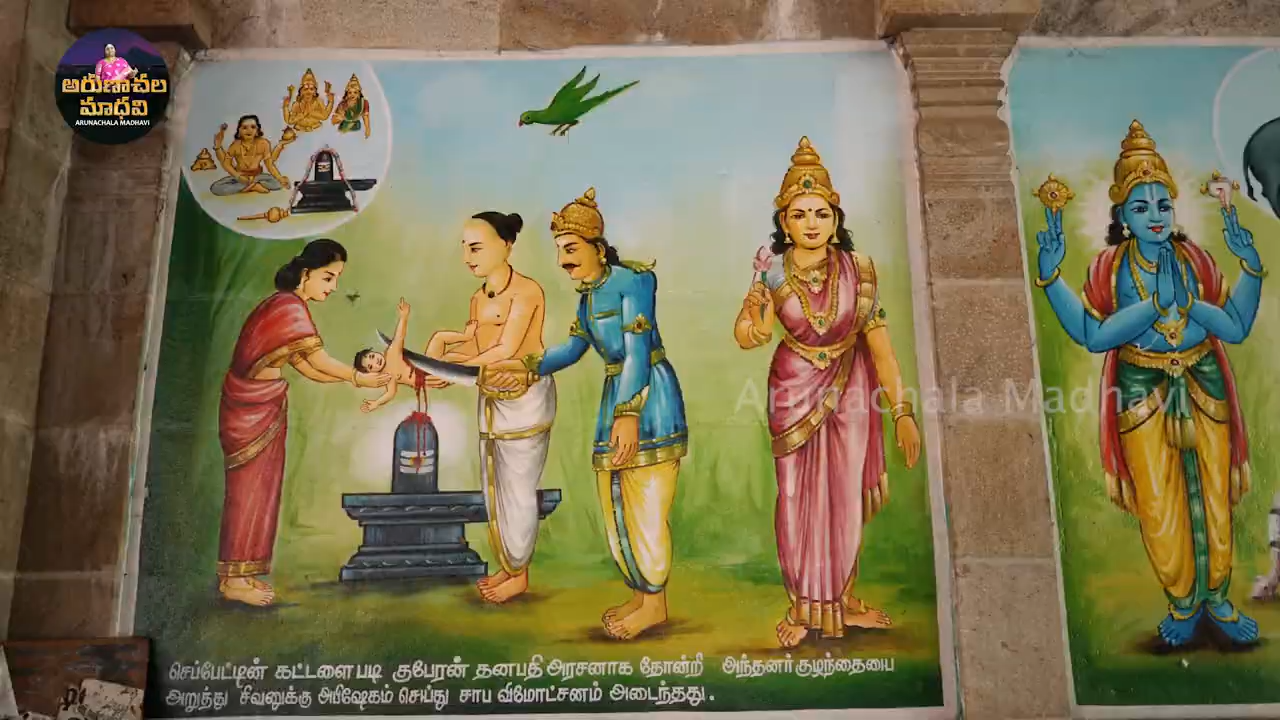 అరుణాచల
మాధవి
ARUNACHALA MADHAVI
Arunachala Madhavi
செப்பேட்டின் கட்டளைபடி குபேரன் தனபதி அரசனாக தோன்றி அந்தனர் குழந்தையை
அறுத்து சிவனுக்கு அபிஷேகம் செய்து சாப விமோட்சனம் அடைந்தது.